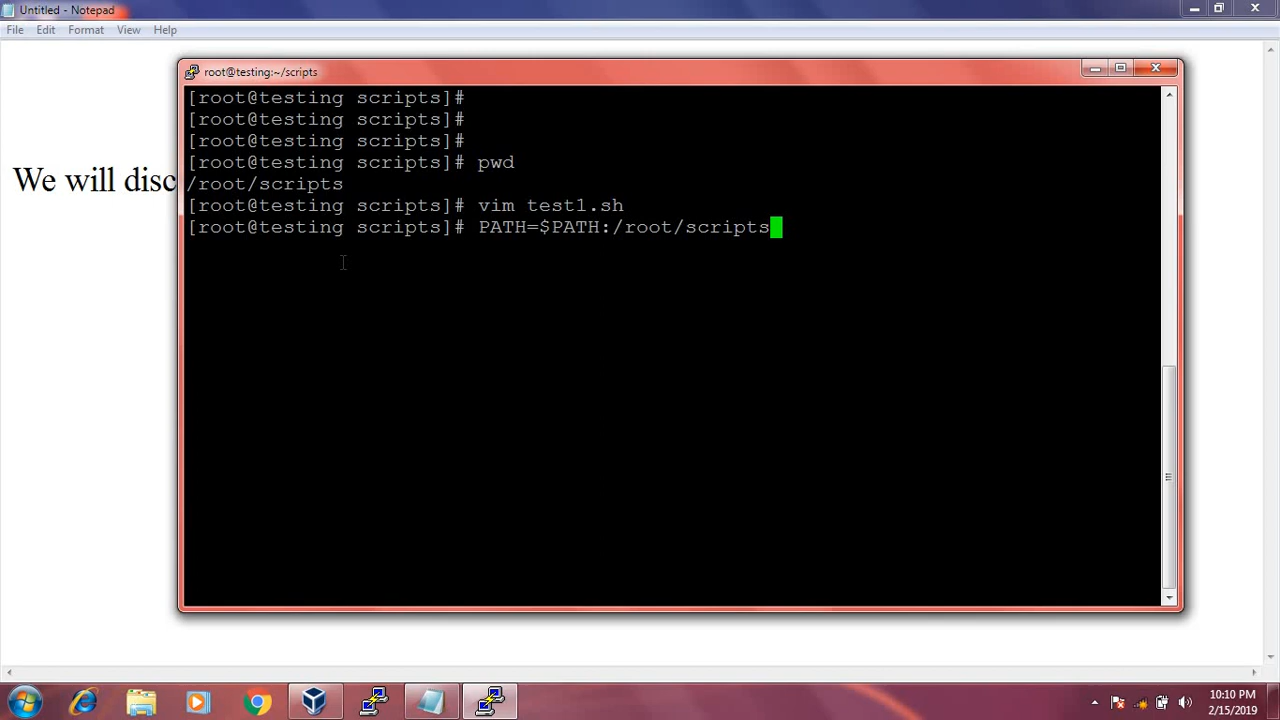 Untitled - Notepad
File Edit Format View Help
We will disc
root@testing:~/scripts
[root@testing scripts]#
[root@testing scripts]#
[root@testing scripts]#
[root@testing scripts]# pwd
/root/scripts
[root@testing scripts]# vim test1.sh
[root@testing scripts]# PATH=$PATH:/root/scripts
10:10 PM
2/15/2019